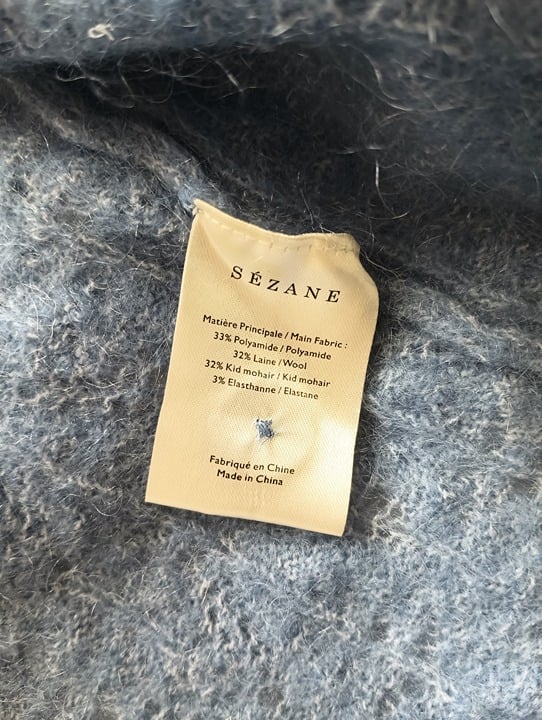 SÉZANE
Matière Principale / Main Fabric :
33% Polyamide / Polyamide
32% Laine / Wool
32% Kid mohair / Kid mohair
3% Elasthanne / Elastane
Fabriqué en Chine
Made in China